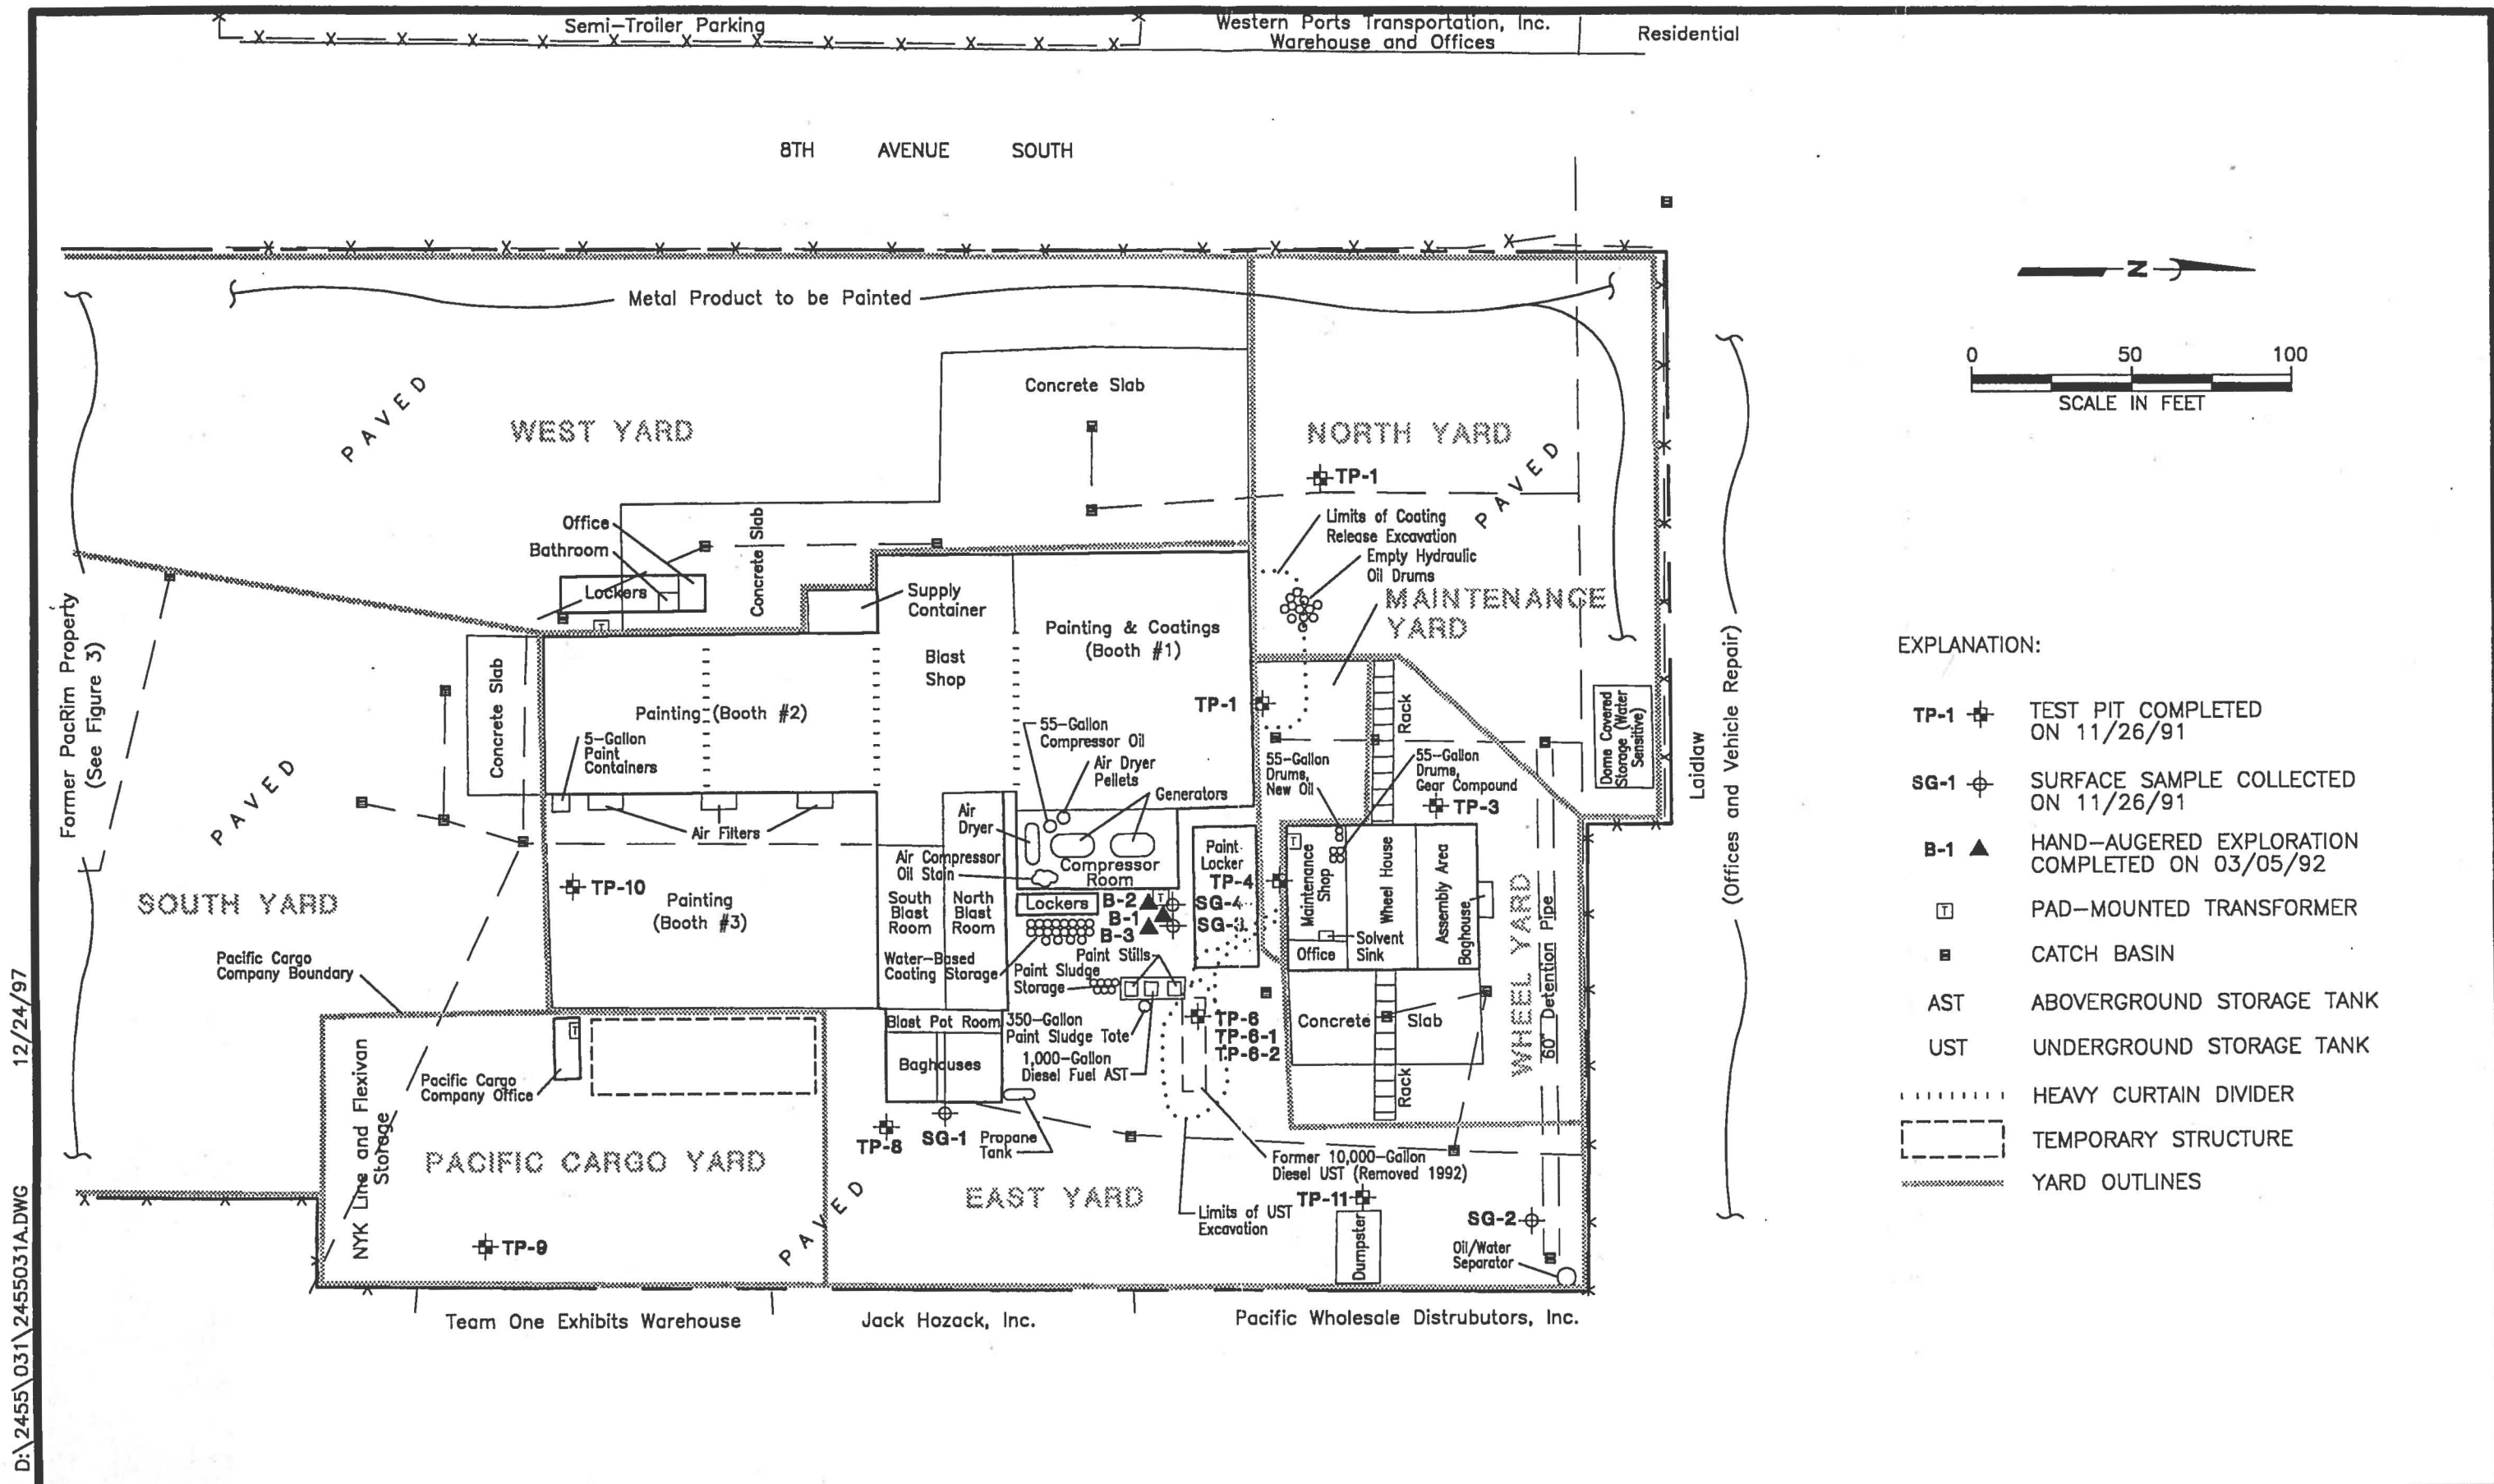 Semi-Trailer Parking
Western Ports Transportation, Inc.
Warehouse and Offices
Residential
8TH AVENUE SOUTH
Metal Product to be Painted
Concrete Slab
PAVED
WEST YARD
NORTH YARD
TP-1
PAVED
Limits of Coating
Release Excavation
Empty Hydraulic
Oil Drums
MAINTENANCE
YARD
Office
Bathroom
Lockers
Concrete Slab
T
Supply
Container
Blast
Shop
Painting & Coatings
(Booth #1)
Former PacRim Property
(See Figure 3)
Concrete Slab
Painting (Booth #2)
5-Gallon
Paint
Containers
Air Filters
TP-1
55-Gallon
Compressor Oil
Air Dryer
Pellets
Generators
Air
Dryer
Compressor
Room
Air Compressor
Oil Stain
Rack
55-Gallon
Drums,
New Oil
55-Gallon
Drums,
Gear Compound
TP-3
Dome Covered
Storage (Water
Sensitive)
Laidlaw
(Offices and Vehicle Repair)
PAVED
SOUTH YARD
TP-10
Painting
(Booth #3)
South
Blast
Room
North
Blast
Room
Lockers
B-2
B-1
B-3
T
SG-4
SG-3
Paint
Locker
TP-4
T
Maintenance
Shop
Wheel House
Assembly Area
Baghouse
Office
Solvent
Sink
WHEEL YARD
60" Detention Pipe
Water-Based
Coating Storage
Paint Stills
Paint Sludge
Storage
Pacific Cargo
Company Boundary
Blast Pot Room
350-Gallon
Paint Sludge Tote
1,000-Gallon
Diesel Fuel AST
TP-6
TP-6-1
TP-6-2
Concrete Slab
Rack
Baghouses
T
Pacific Cargo
Company Office
NYK Line and Flexivan
Storage
TP-8
SG-1
Propane
Tank
Former 10,000-Gallon
Diesel UST (Removed 1992)
PACIFIC CARGO YARD
PAVED
EAST YARD
Limits of UST
Excavation
TP-11
Dumpster
SG-2
Oil/Water
Separator
TP-9
Team One Exhibits Warehouse
Jack Hozack, Inc.
Pacific Wholesale Distrubutors, Inc.
N
0 50 100
SCALE IN FEET
EXPLANATION:
TP-1 TEST PIT COMPLETED
ON 11/26/91
SG-1 SURFACE SAMPLE COLLECTED
ON 11/26/91
B-1 HAND-AUGERED EXPLORATION
COMPLETED ON 03/05/92
T PAD-MOUNTED TRANSFORMER
CATCH BASIN
AST ABOVERGROUND STORAGE TANK
UST UNDERGROUND STORAGE TANK
HEAVY CURTAIN DIVIDER
TEMPORARY STRUCTURE
YARD OUTLINES
D:\2455\031\2455031A.DWG 12/24/97